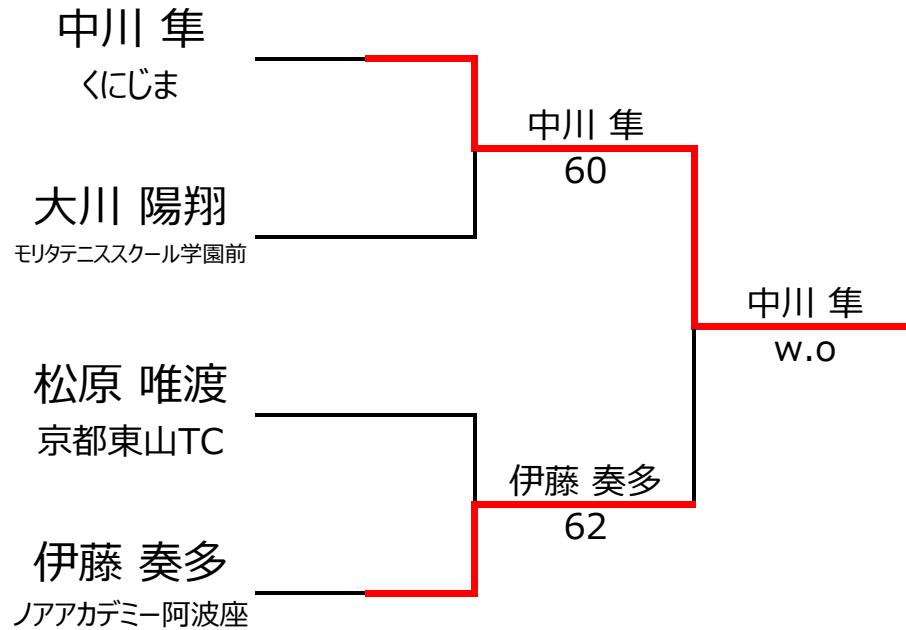 中川 隼
くにじま
中川 隼
60
大川 陽翔
モリタテニススクール学園前
中川 隼
w.o
松原 唯渡
京都東山TC
伊藤 奏多
62
伊藤 奏多
ノアアカデミー阿波座